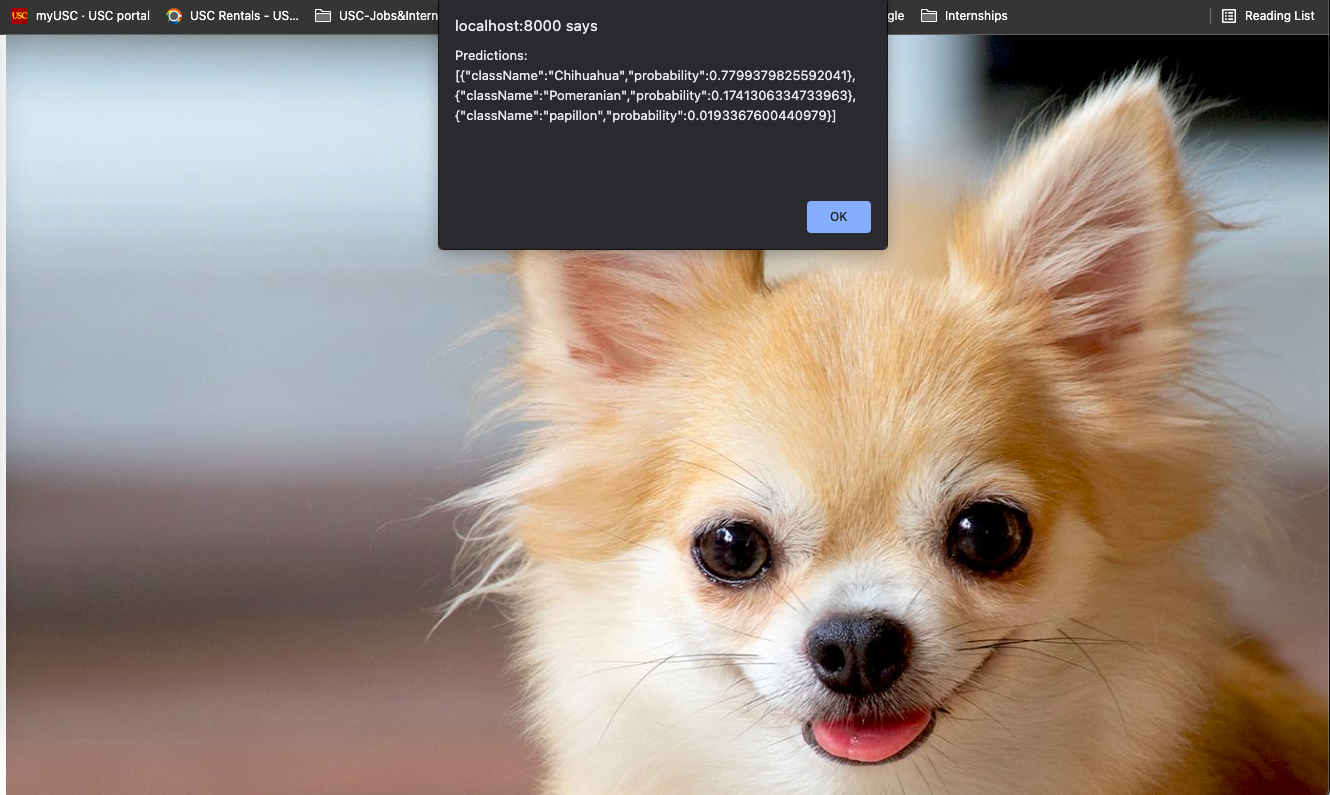 USC myUSC · USC portal
USC Rentals - US...
USC-Jobs&Intern
gle
Internships
Reading List
localhost:8000 says
Predictions:
[{"className":"Chihuahua","probability":0.7799379825592041},
{"className":"Pomeranian","probability":0.1741306334733963},
{"className":"papillon","probability":0.0193367600440979}]
OK